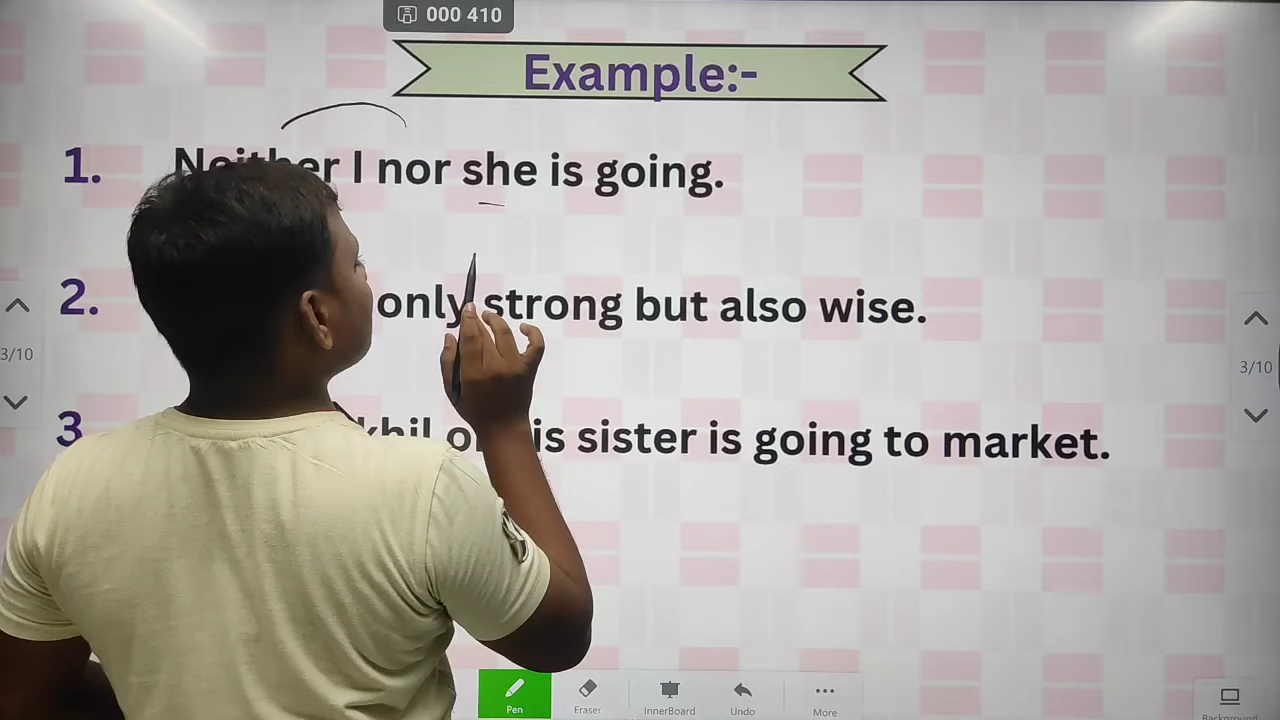 000 410
Example:-
1. Neither I nor she is going.
2. only strong but also wise.
3/10
3/10
3 is sister is going to market.
Pen
Eraser
InnerBoard
Undo
More
Background